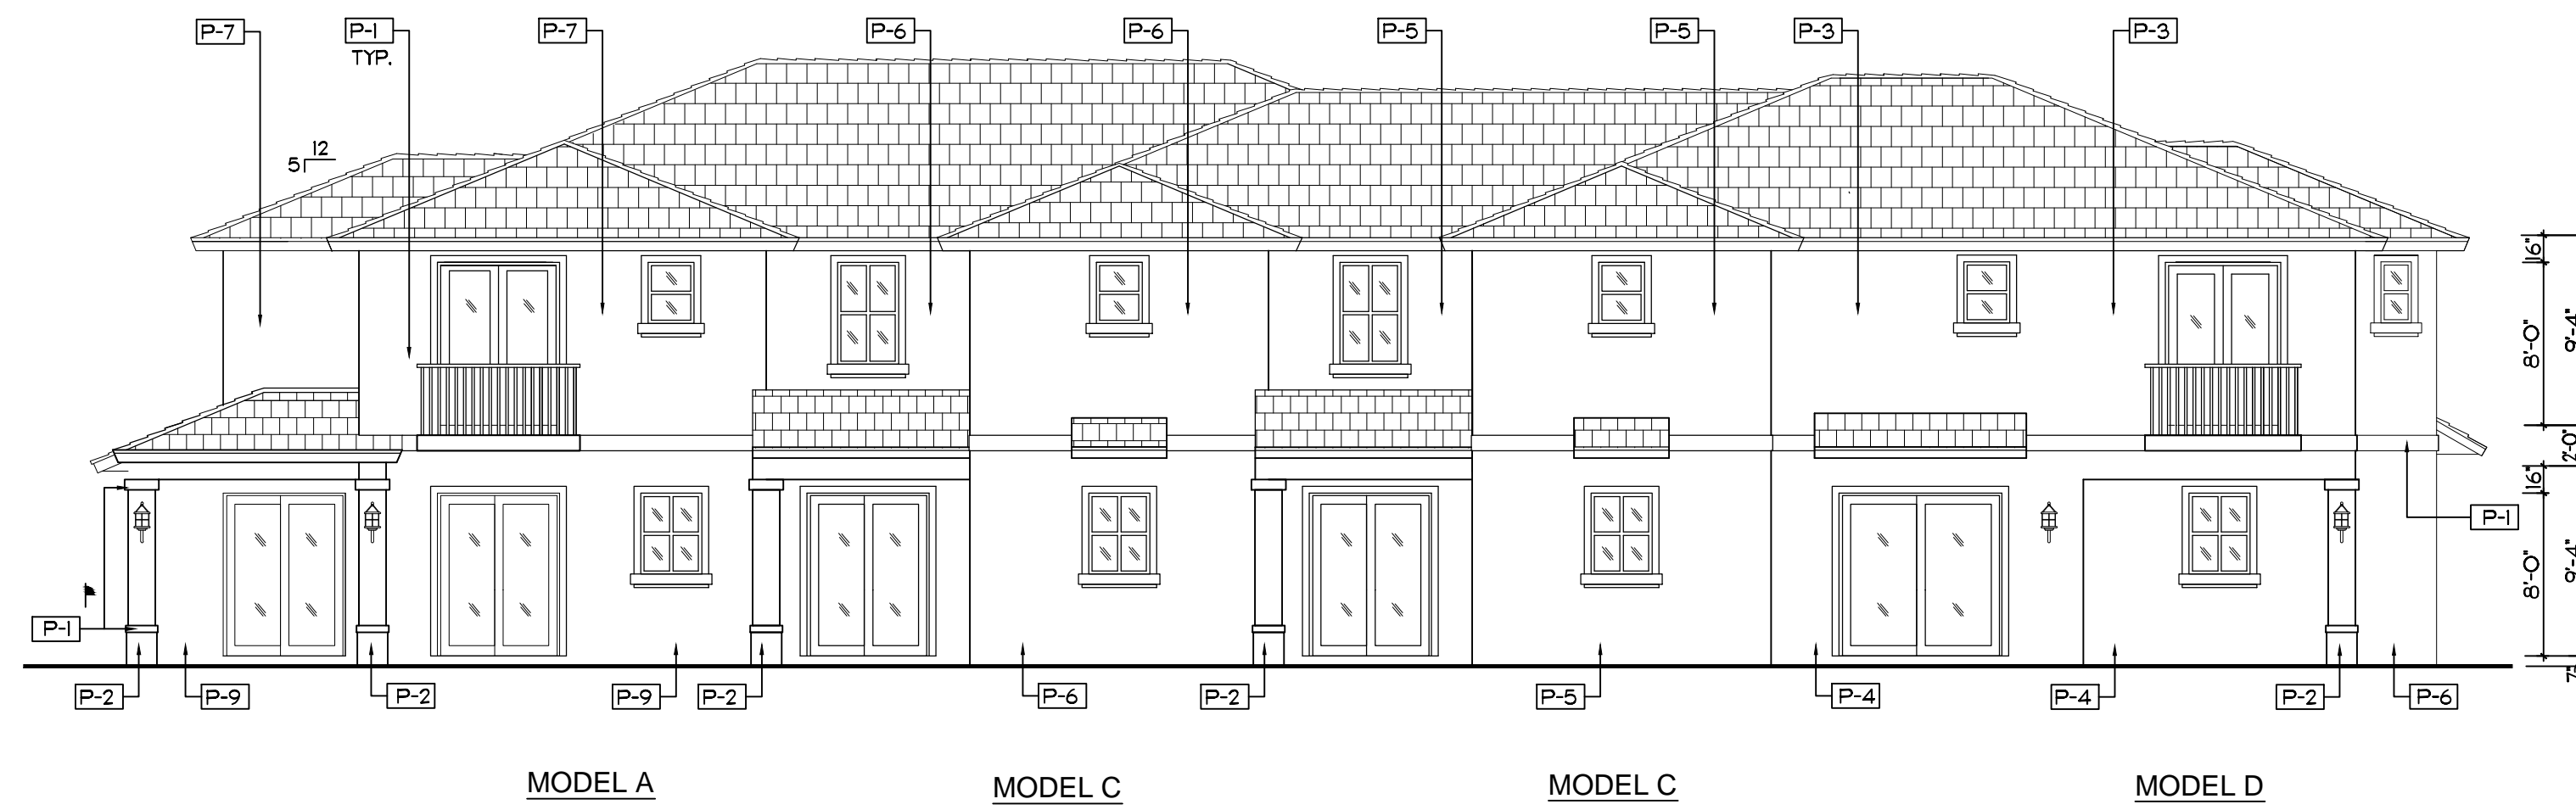 P-7
P-1
TYP.
P-7
P-6
P-6
P-5
P-5
P-3
P-3
12
5
16"
8'-0"
9'-4"
2'-0"
16"
8'-0"
9'-4"
P-1
P-1
P-2
P-9
P-2
P-9
P-2
P-6
P-2
P-5
P-4
P-4
P-2
P-6
MODEL A
MODEL C
MODEL C
MODEL D